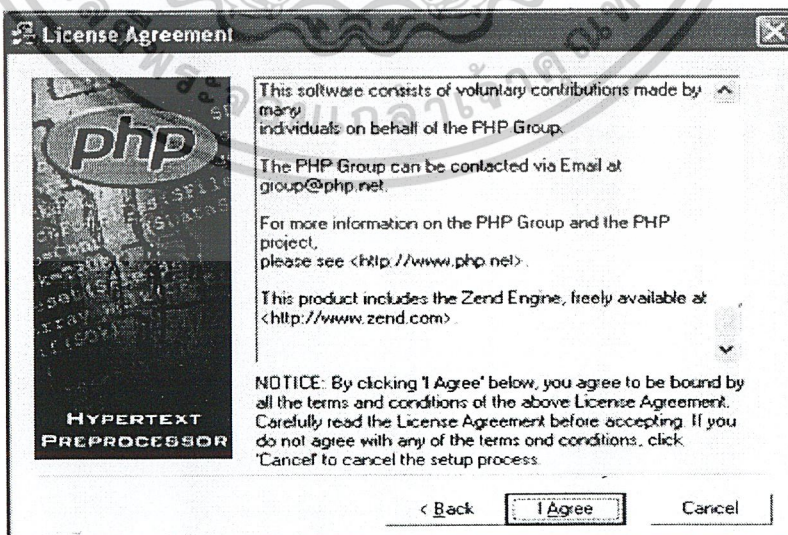 License Agreement
php
This software consists of voluntary contributions made by
many
individuals on behalf of the PHP Group.
The PHP Group can be contacted via Email at
group@php.net.
For more information on the PHP Group and the PHP
project,
please see <http://www.php.net>.
This product includes the Zend Engine, freely available at
<http://www.zend.com>.
NOTICE: By clicking 'I Agree' below, you agree to be bound by
all the terms and conditions of the above License Agreement.
Carefully read the License Agreement before accepting. If you
do not agree with any of the terms and conditions, click
'Cancel' to cancel the setup process.
HYPERTEXT
PREPROCESSOR
< Back
I Agree
Cancel